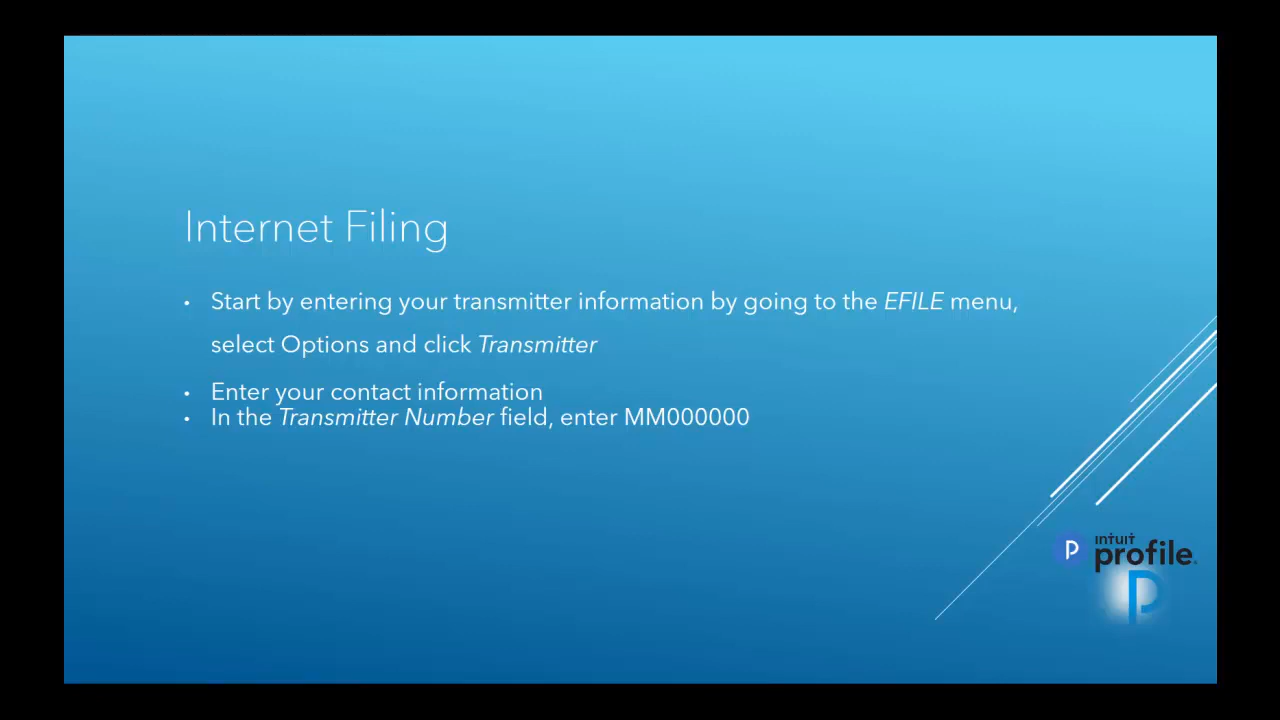 Internet Filing
• Start by entering your transmitter information by going to the EFILE menu,
select Options and click Transmitter
• Enter your contact information
• In the Transmitter Number field, enter MM000000
P
intuit
profile.
P